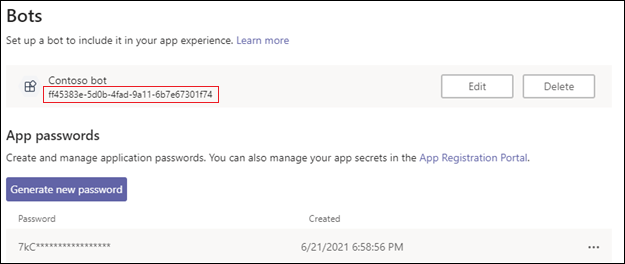 Bots
Set up a bot to include it in your app experience. Learn more
Contoso bot
ff45383e-5d0b-4fad-9a11-6b7e67301f74
Edit
Delete
App passwords
Create and manage application passwords. You can also manage your app secrets in the App Registration Portal.
Generate new password
Password Created
7kC***************** 6/21/2021 6:58:56 PM ...